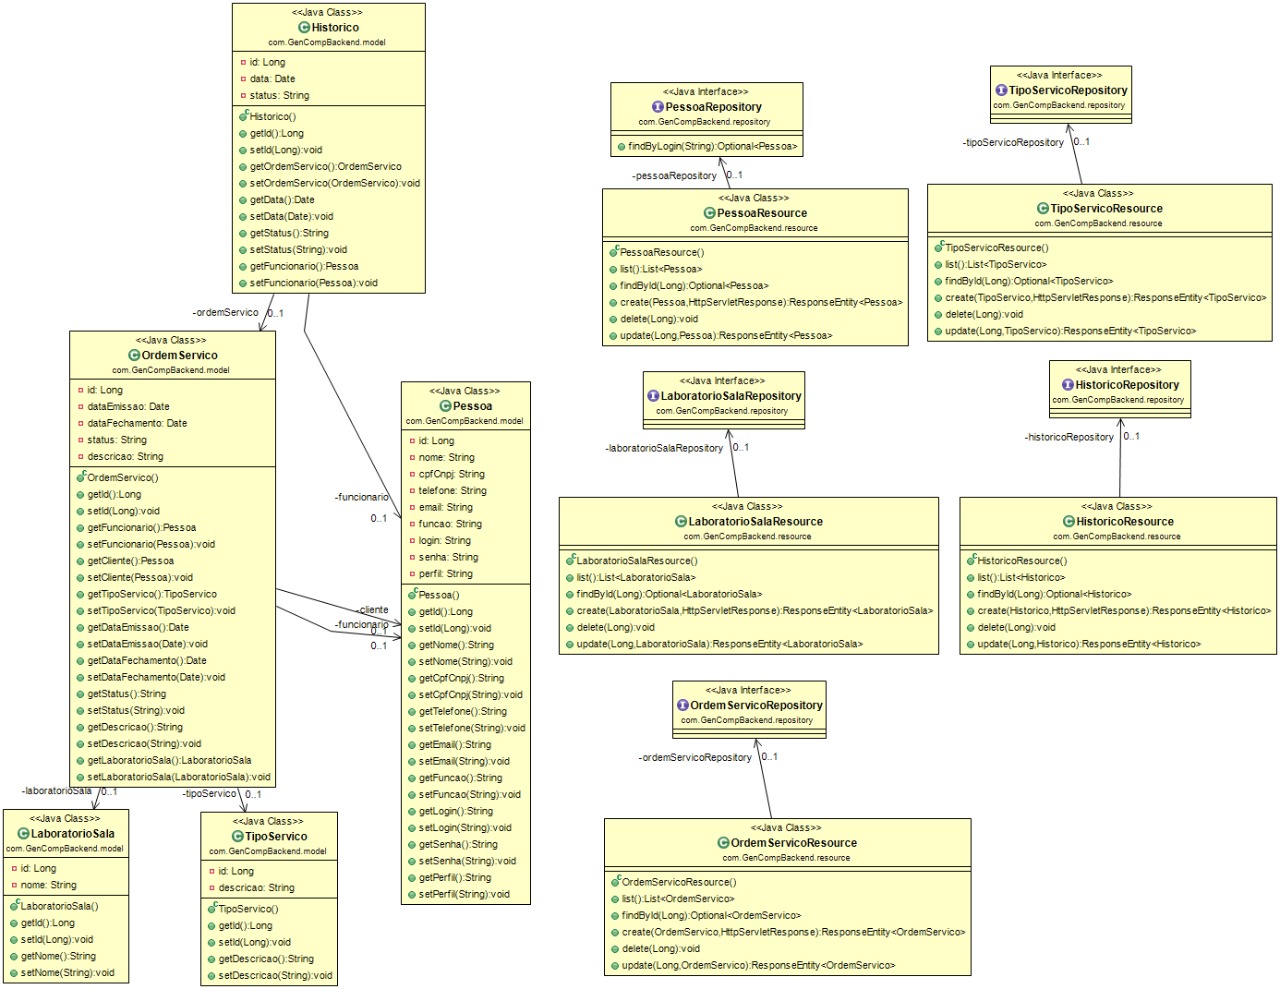 <<Java Class>>
Historico
com.GenCompBackend.model
id: Long
data: Date
status: String
Historico()
getId():Long
setId(Long):void
getOrdemServico():OrdemServico
setOrdemServico(OrdemServico):void
getData():Date
setData(Date):void
getStatus():String
setStatus(String):void
getFuncionario():Pessoa
setFuncionario(Pessoa):void
-ordemServico
0..1
<<Java Class>>
OrdemServico
com.GenCompBackend.model
id: Long
dataEmissao: Date
dataFechamento: Date
status: String
descricao: String
OrdemServico()
getId():Long
setId(Long):void
getFuncionario():Pessoa
setFuncionario(Pessoa):void
getCliente():Pessoa
setCliente(Pessoa):void
getTipoServico():TipoServico
setTipoServico(TipoServico):void
getDataEmissao():Date
setDataEmissao(Date):void
getDataFechamento():Date
setDataFechamento(Date):void
getStatus():String
setStatus(String):void
getDescricao():String
setDescricao(String):void
getLaboratorioSala():LaboratorioSala
setLaboratorioSala(LaboratorioSala):void
-laboratorioSala
0..1
-tipoServico
0..1
<<Java Class>>
LaboratorioSala
com.GenCompBackend.model
id: Long
nome: String
LaboratorioSala()
getId():Long
setId(Long):void
getNome():String
setNome(String):void
<<Java Class>>
TipoServico
com.GenCompBackend.model
id: Long
descricao: String
TipoServico()
getId():Long
setId(Long):void
getDescricao():String
setDescricao(String):void
-funcionario
0..1
-cliente
0..1
-funcionario
0..1
<<Java Class>>
Pessoa
com.GenCompBackend.model
id: Long
nome: String
cpfCnpj: String
telefone: String
email: String
funcao: String
login: String
senha: String
perfil: String
Pessoa()
getId():Long
setId(Long):void
getNome():String
setNome(String):void
getCpfCnpj():String
setCpfCnpj(String):void
getTelefone():String
setTelefone(String):void
getEmail():String
setEmail(String):void
getFuncao():String
setFuncao(String):void
getLogin():String
setLogin(String):void
getSenha():String
setSenha(String):void
getPerfil():String
setPerfil(String):void
<<Java Interface>>
PessoaRepository
com.GenCompBackend.repository
findByLogin(String):Optional<Pessoa>
-pessoaRepository
0..1
<<Java Class>>
PessoaResource
com.GenCompBackend.resource
PessoaResource()
list():List<Pessoa>
findById(Long):Optional<Pessoa>
create(Pessoa,HttpServletResponse):ResponseEntity<Pessoa>
delete(Long):void
update(Long,Pessoa):ResponseEntity<Pessoa>
<<Java Interface>>
TipoServicoRepository
com.GenCompBackend.repository
-tipoServicoRepository
0..1
<<Java Class>>
TipoServicoResource
com.GenCompBackend.resource
TipoServicoResource()
list():List<TipoServico>
findById(Long):Optional<TipoServico>
create(TipoServico,HttpServletResponse):ResponseEntity<TipoServico>
delete(Long):void
update(Long,TipoServico):ResponseEntity<TipoServico>
<<Java Interface>>
LaboratorioSalaRepository
com.GenCompBackend.repository
-laboratorioSalaRepository
0..1
<<Java Class>>
LaboratorioSalaResource
com.GenCompBackend.resource
LaboratorioSalaResource()
list():List<LaboratorioSala>
findById(Long):Optional<LaboratorioSala>
create(LaboratorioSala,HttpServletResponse):ResponseEntity<LaboratorioSala>
delete(Long):void
update(Long,LaboratorioSala):ResponseEntity<LaboratorioSala>
<<Java Interface>>
HistoricoRepository
com.GenCompBackend.repository
-historicoRepository
0..1
<<Java Class>>
HistoricoResource
com.GenCompBackend.resource
HistoricoResource()
list():List<Historico>
findById(Long):Optional<Historico>
create(Historico,HttpServletResponse):ResponseEntity<Historico>
delete(Long):void
update(Long,Historico):ResponseEntity<Historico>
<<Java Interface>>
OrdemServicoRepository
com.GenCompBackend.repository
-ordemServicoRepository
0..1
<<Java Class>>
OrdemServicoResource
com.GenCompBackend.resource
OrdemServicoResource()
list():List<OrdemServico>
findById(Long):Optional<OrdemServico>
create(OrdemServico,HttpServletResponse):ResponseEntity<OrdemServico>
delete(Long):void
update(Long,OrdemServico):ResponseEntity<OrdemServico>